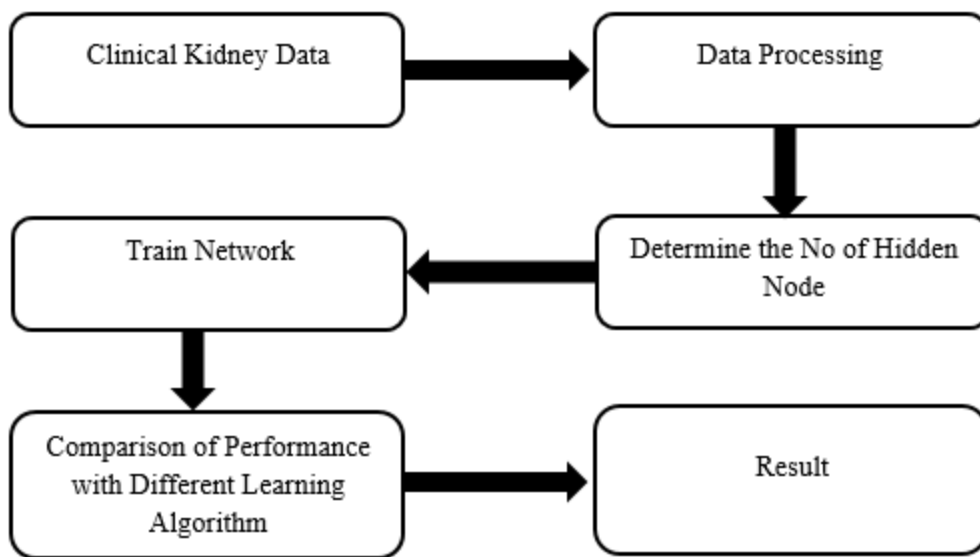 Clinical Kidney Data
Data Processing
Determine the No of Hidden
Node
Train Network
Comparison of Performance
with Different Learning
Algorithm
Result